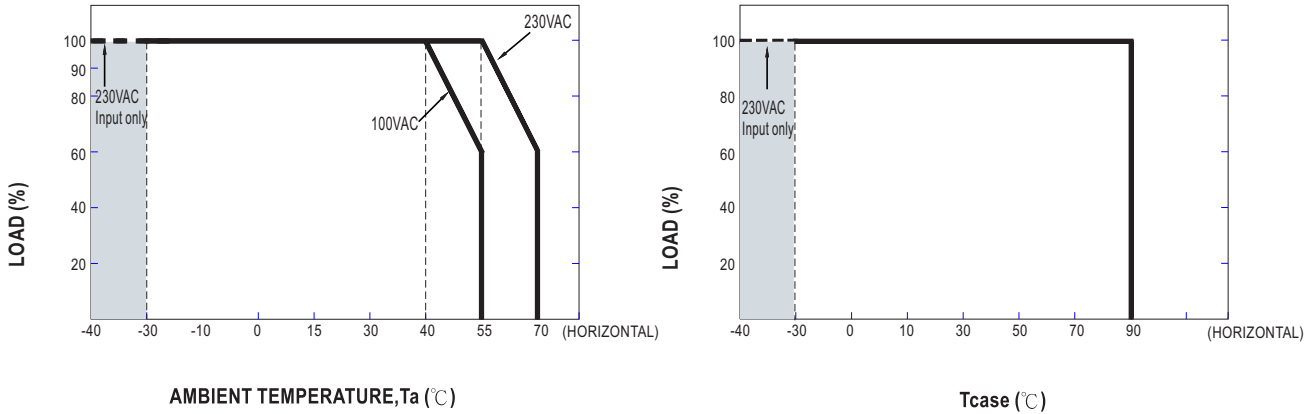 230VAC
100
90
80
60
40
20
230VAC
Input only
100VAC
LOAD (%)
-40 -30 -10 0 15 30 40 55 70 (HORIZONTAL)
AMBIENT TEMPERATURE,Ta (℃)
100
80
60
40
20
230VAC
Input only
LOAD (%)
-40 -30 0 10 30 50 70 90 (HORIZONTAL)
Tcase (℃)